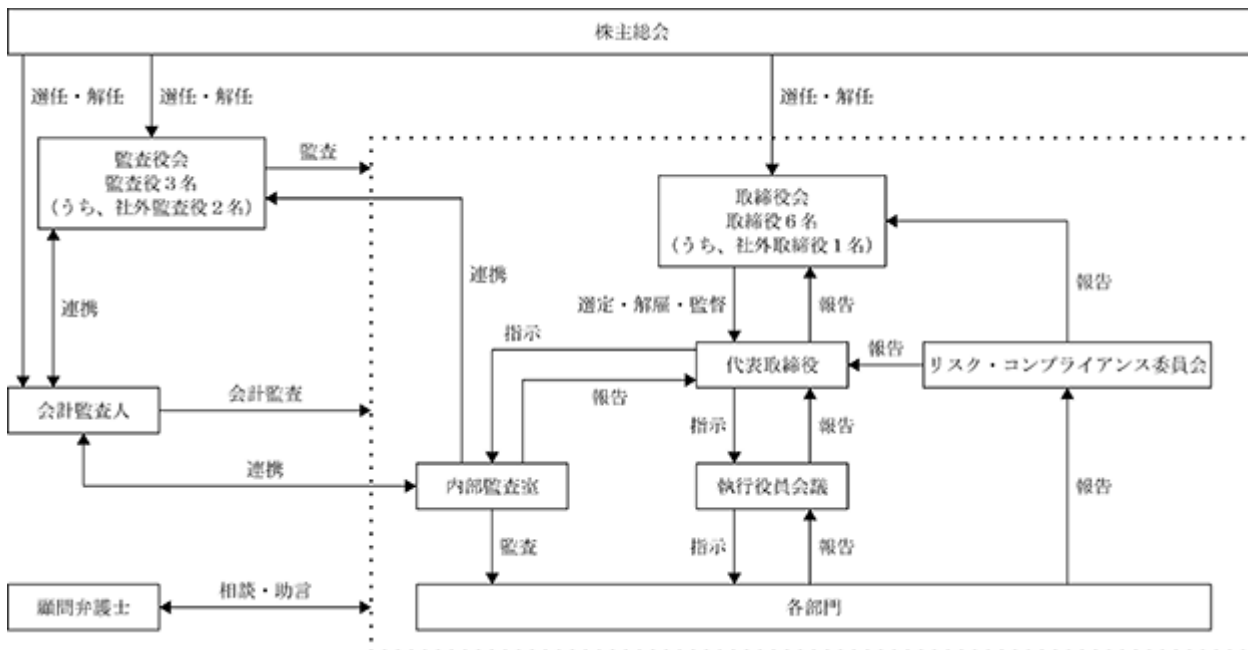 株主総会
選任・解任
選任・解任
選任・解任
監査役会
監査役3名
(うち、社外監査役2名)
監査
取締役会
取締役6名
(うち、社外取締役1名)
連携
連携
選定・解雇・監督
報告
報告
指示
代表取締役
報告
リスク・コンプライアンス委員会
会計監査人
会計監査
報告
指示
報告
連携
内部監査室
執行役員会議
報告
監査
指示
報告
顧問弁護士
相談・助言
各部門